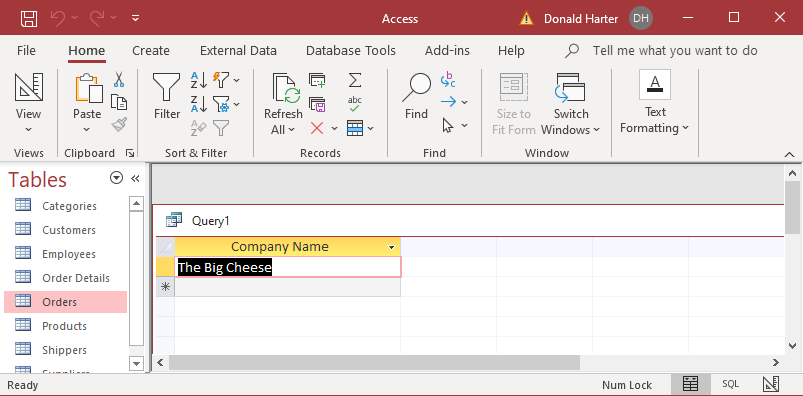 Access
Donald Harter
DH
File
Home
Create
External Data
Database Tools
Add-ins
Help
Tell me what you want to do
View
Paste
Filter
Refresh
All
abc
Find
b
c
Size to
Fit Form
Switch
Windows
A
Text
Formatting
Views
Clipboard
Sort & Filter
Records
Find
Window
Tables
Categories
Customers
Employees
Order Details
Orders
Products
Shippers
Suppliers
Query1
Company Name
The Big Cheese
Ready
Num Lock
SQL